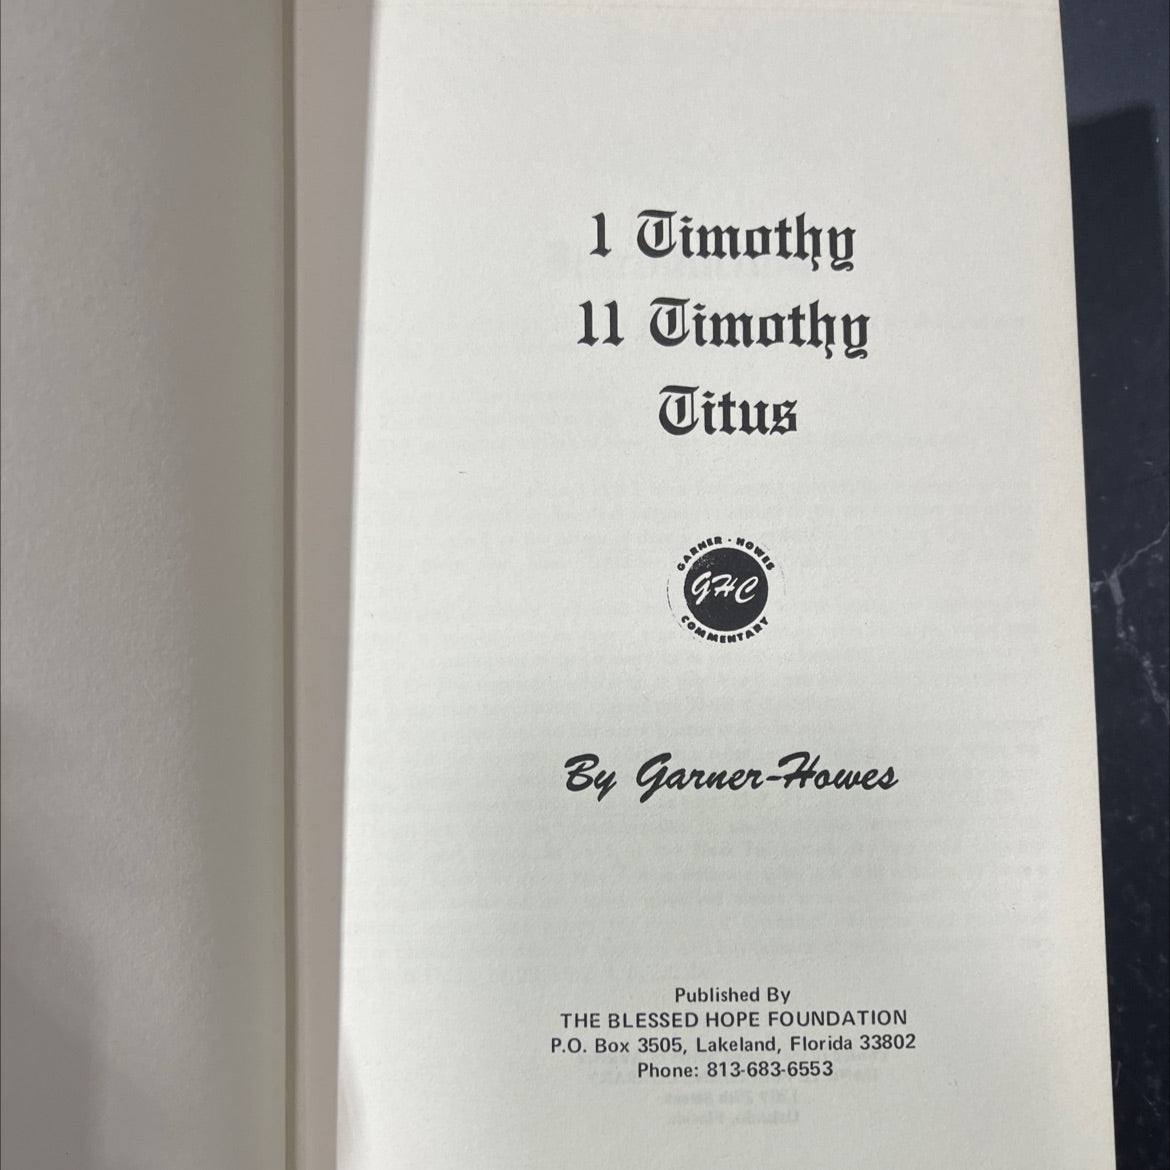 1 Timothy
11 Timothy
Titus
GARNER - HOWES
GHC
COMMENTARY
By Garner-Howes
Published By
THE BLESSED HOPE FOUNDATION
P.O. Box 3505, Lakeland, Florida 33802
Phone: 813-683-6553